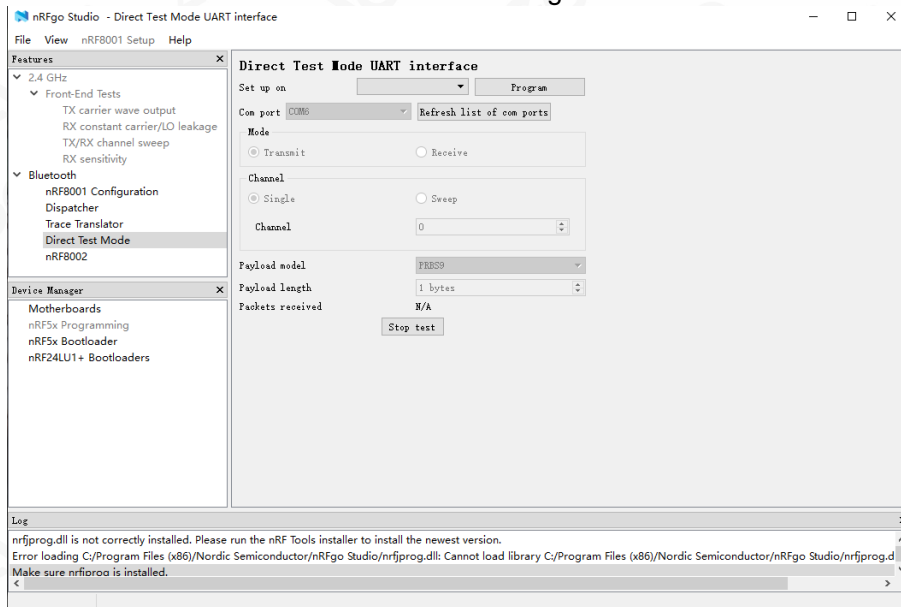 nRFgo Studio - Direct Test Mode UART interface
File View nRF8001 Setup Help
Features
2.4 GHz
Front-End Tests
TX carrier wave output
RX constant carrier/LO leakage
TX/RX channel sweep
RX sensitivity
Bluetooth
nRF8001 Configuration
Dispatcher
Trace Translator
Direct Test Mode
nRF8002
Device Manager
Motherboards
nRF5x Programming
nRF5x Bootloader
nRF24LU1+ Bootloaders
Direct Test Mode UART interface
Set up on Program
Com port COM6 Refresh list of com ports
Mode
Transmit Receive
Channel
Single Sweep
Channel 0
Payload model PRBS9
Payload length 1 bytes
Packets received N/A
Stop test
Log
nrfjprog.dll is not correctly installed. Please run the nRF Tools installer to install the newest version.
Error loading C:/Program Files (x86)/Nordic Semiconductor/nRFgo Studio/nrfjprog.dll: Cannot load library C:/Program Files (x86)/Nordic Semiconductor/nRFgo Studio/nrfjprog.d
Make sure nrfjprog is installed.